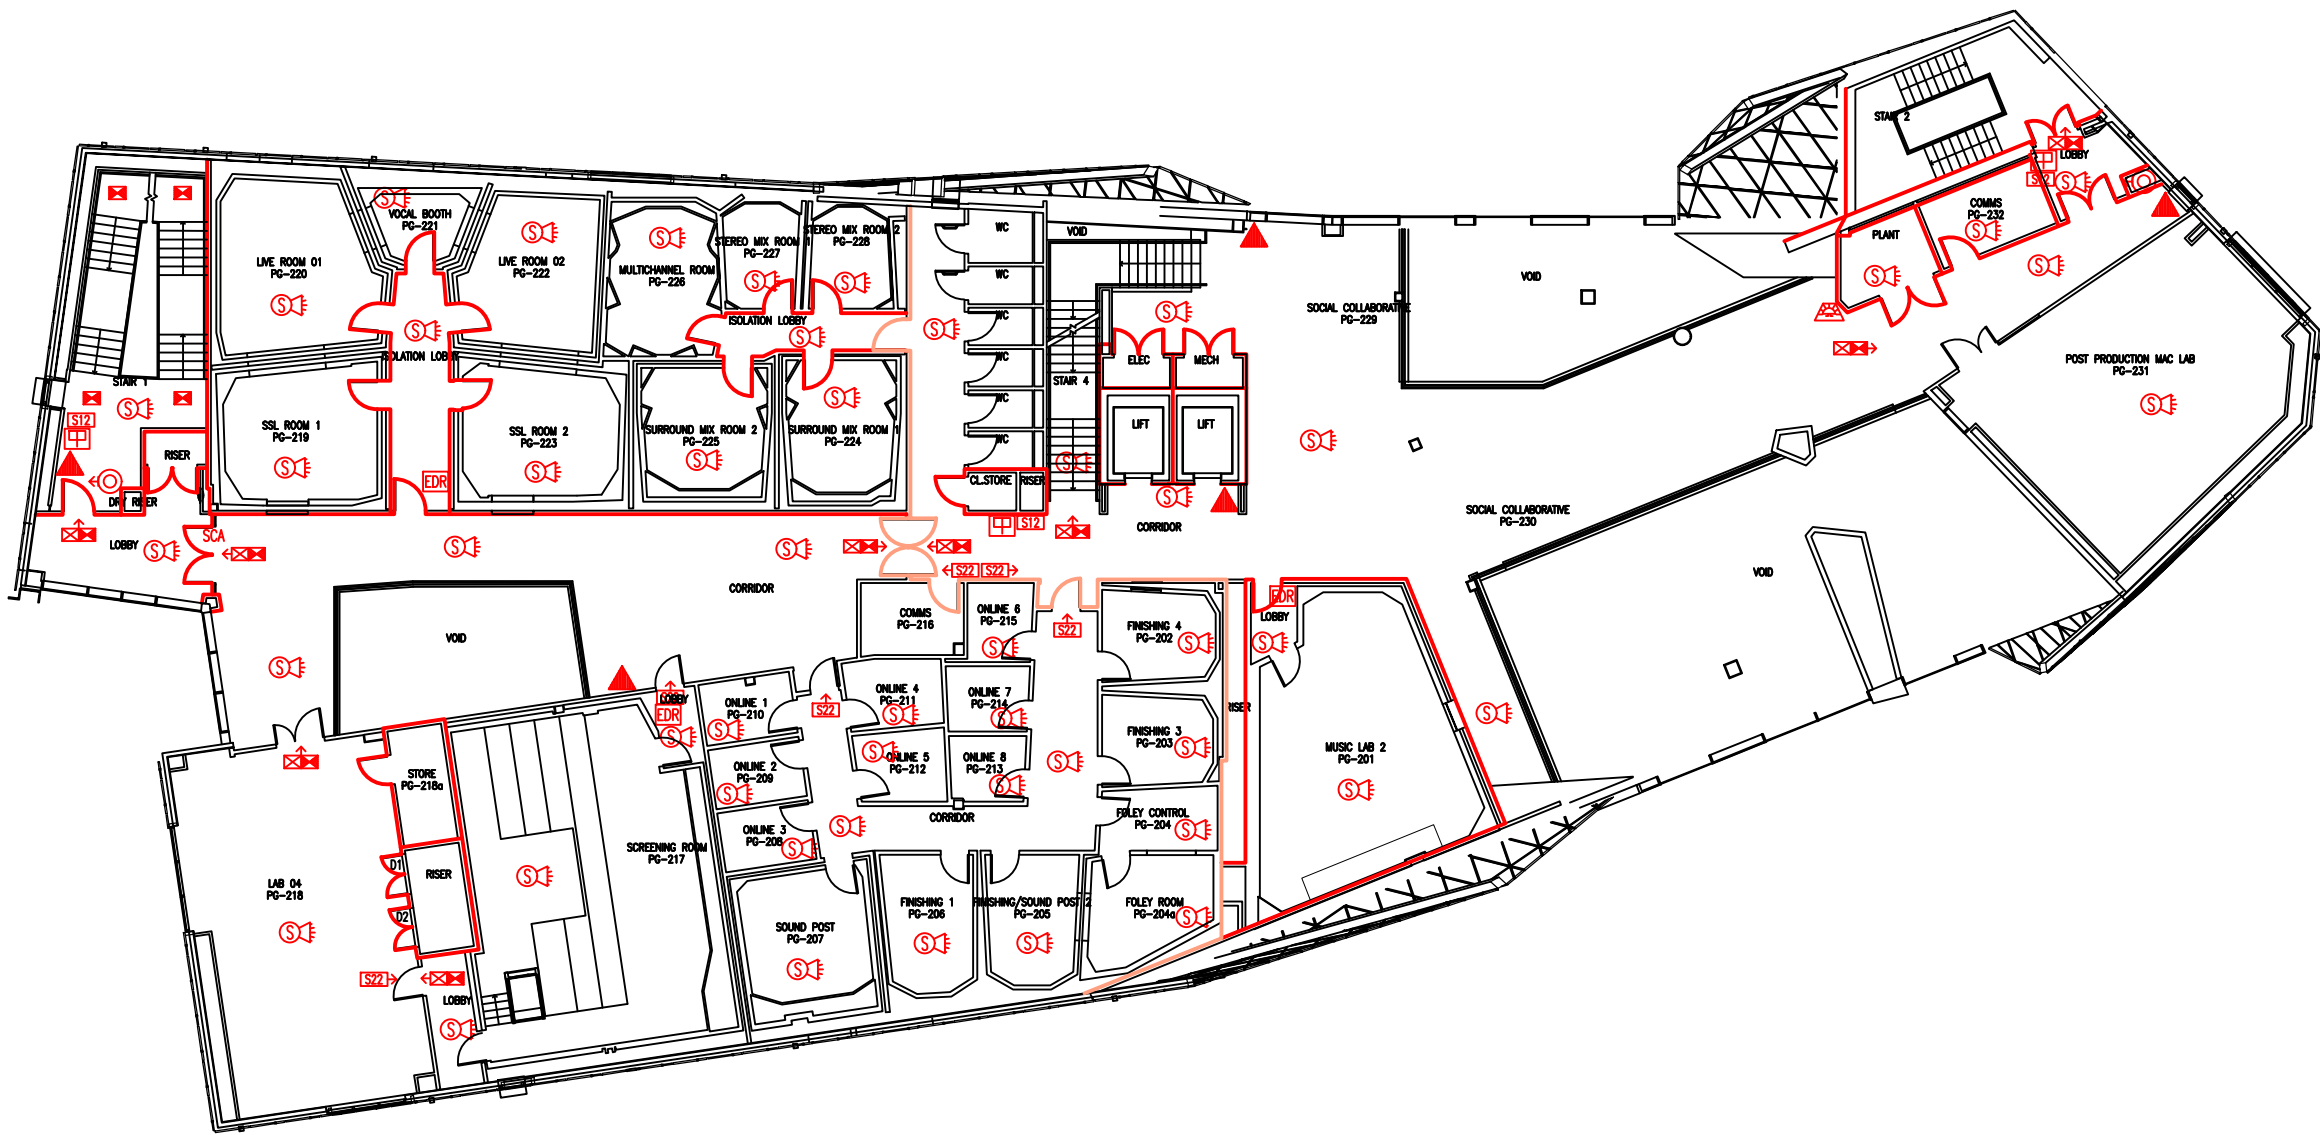 STAIR 2
LOBBY
S12
COMMS
PG-232
PLANT
VOCAL BOOTH
PG-221
LIVE ROOM 01
PG-220
LIVE ROOM 02
PG-222
MULTICHANNEL ROOM
PG-226
STEREO MIX ROOM 1
PG-227
STEREO MIX ROOM 2
PG-228
WC
WC
WC
WC
WC
WC
VOID
VOID
SOCIAL COLLABORATIVE
PG-229
ISOLATION LOBBY
ISOLATION LOBBY
ELEC
MECH
POST PRODUCTION MAC LAB
PG-231
STAIR 1
STAIR 4
S12
SSL ROOM 1
PG-219
SSL ROOM 2
PG-223
SURROUND MIX ROOM 2
PG-225
SURROUND MIX ROOM 1
PG-224
LIFT
LIFT
RISER
EDR
CL.STORE
RISER
DRY RISER
SOCIAL COLLABORATIVE
PG-230
S12
CORRIDOR
SCA
LOBBY
S22
S22
VOID
CORRIDOR
COMMS
PG-216
ONLINE 6
PG-215
EDR
LOBBY
S22
FINISHING 4
PG-202
VOID
LOBBY
EDR
ONLINE 1
PG-210
S22
ONLINE 4
PG-211
ONLINE 7
PG-214
RISER
FINISHING 3
PG-203
MUSIC LAB 2
PG-201
ONLINE 2
PG-209
ONLINE 5
PG-212
ONLINE 8
PG-213
STORE
PG-218a
CORRIDOR
FOLEY CONTROL
PG-204
ONLINE 3
PG-208
SCREENING ROOM
PG-217
D1
RISER
LAB 04
PG-218
D2
FINISHING 1
PG-206
FINISHING/SOUND POST 2
PG-205
FOLEY ROOM
PG-204a
SOUND POST
PG-207
S22
LOBBY